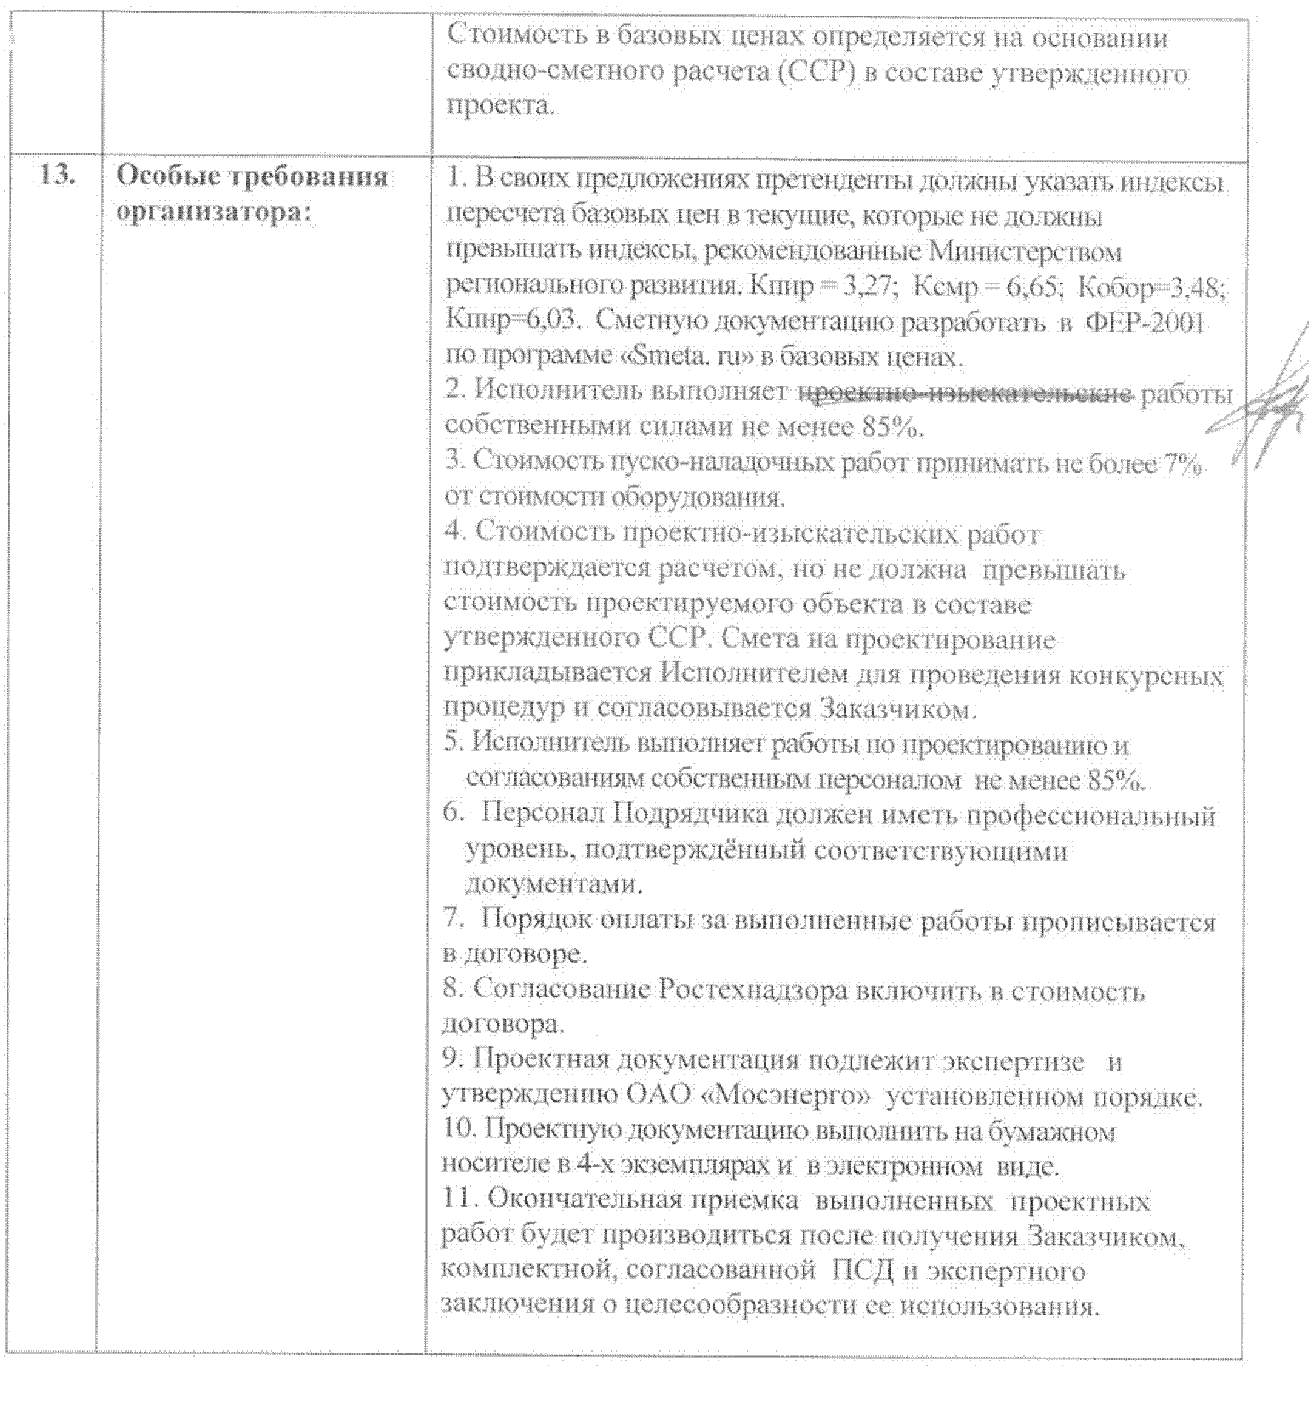 Стоимость в базовых ценах определяется на основании
сводно-сметного расчета (ССР) в составе утвержденного
проекта.
13.
Особые требования
организатора:
1. В своих предложениях претенденты должны указать индексы
пересчета базовых цен в текущие, которые не должны
превышать индексы, рекомендованные Министерством
регионального развития. Кпир = 3,27; Ксмр = 6,65; Кобор=3,48;
Кпнр=6,03. Сметную документацию разработать в ФЕР-2001
по программе «Smeta. ru» в базовых ценах.
2. Исполнитель выполняет проектно-изыскательские работы
собственными силами не менее 85%.
3. Стоимость пуско-наладочных работ принимать не более 7%
от стоимости оборудования.
4. Стоимость проектно-изыскательских работ
подтверждается расчетом, но не должна превышать
стоимость проектируемого объекта в составе
утвержденного ССР. Смета на проектирование
прикладывается Исполнителем для проведения конкурсных
процедур и согласовывается Заказчиком.
5. Исполнитель выполняет работы по проектированию и
согласованиям собственным персоналом не менее 85%.
6. Персонал Подрядчика должен иметь профессиональный
уровень, подтверждённый соответствующими
документами.
7. Порядок оплаты за выполненные работы прописывается
в договоре.
8. Согласование Ростехнадзора включить в стоимость
договора.
9. Проектная документация подлежит экспертизе и
утверждению ОАО «Мосэнерго» установленном порядке.
10. Проектную документацию выполнить на бумажном
носителе в 4-х экземплярах и в электронном виде.
11. Окончательная приемка выполненных проектных
работ будет производиться после получения Заказчиком,
комплектной, согласованной ПСД и экспертного
заключения о целесообразности ее использования.